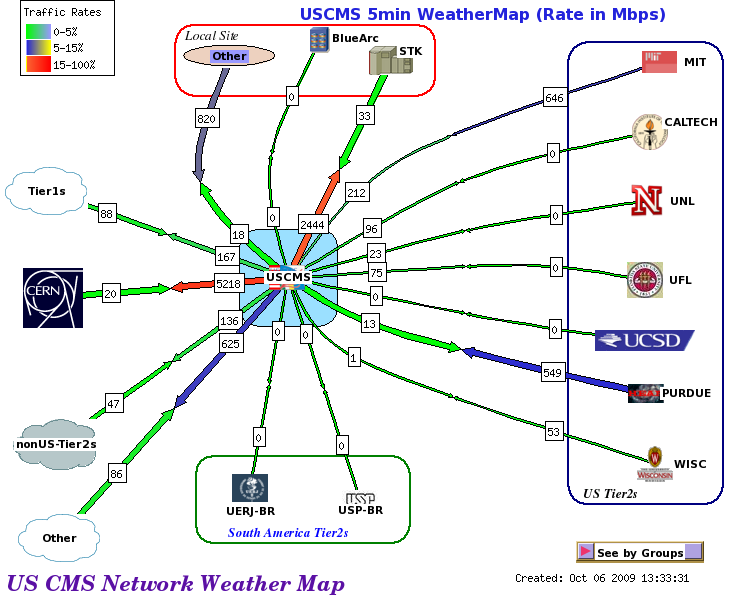 USCMS 5min WeatherMap (Rate in Mbps)
Traffic Rates
0-5%
5-15%
15-100%
Local Site
Other
BlueArc
STK
MIT
CALTECH
UNL
UFL
UCSD
UCSD
PURDUE
WISC
WISCONSIN
US Tier2s
Tier1s
CERN
nonUS-Tier2s
Other
USCMS
820
0
33
646
212
0
96
0
23
0
75
0
0
13
549
1
53
88
167
18
0
2444
20
5218
136
625
47
86
0
0
0
0
UERJ-BR
USP
USP-BR
South America Tier2s
See by Groups
US CMS Network Weather Map
Created: Oct 06 2009 13:33:31